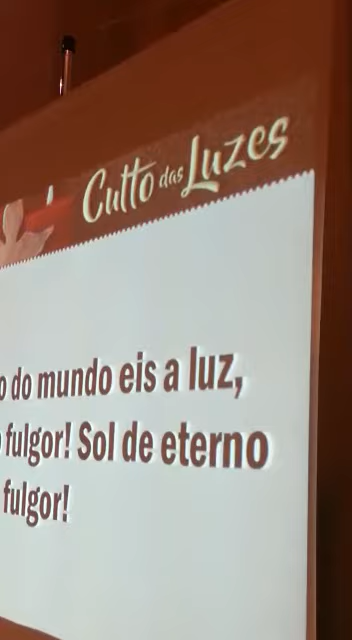 Culto das Luzes
do mundo eis a luz,
fulgor! Sol de eterno
fulgor!